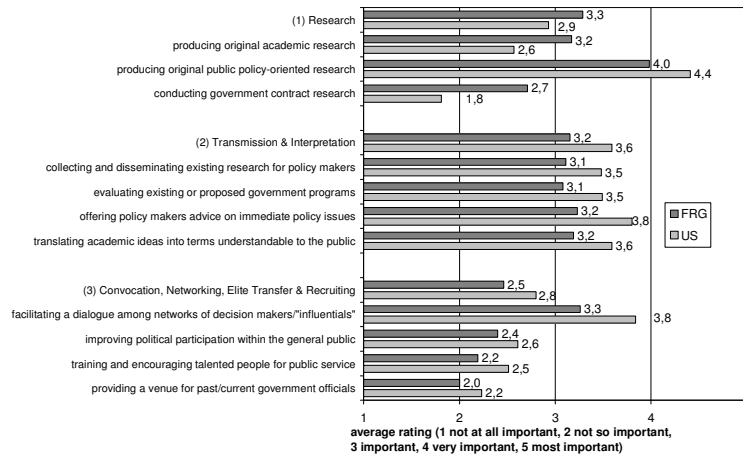 (1) Research 3,3
2,9
producing original academic research 3,2
2,6
producing original public policy-oriented research 4,0
4,4
conducting government contract research 2,7
1,8
(2) Transmission & Interpretation 3,2
3,6
collecting and disseminating existing research for policy makers 3,1
3,5
evaluating existing or proposed government programs 3,1
3,5
offering policy makers advice on immediate policy issues 3,2
3,8
translating academic ideas into terms understandable to the public 3,2
3,6
FRG
US
(3) Convocation, Networking, Elite Transfer & Recruiting 2,5
2,8
facilitating a dialogue among networks of decision makers/"influentials" 3,3
3,8
improving political participation within the general public 2,4
2,6
training and encouraging talented people for public service 2,2
2,5
providing a venue for past/current government officials 2,0
2,2
1 2 3 4
average rating (1 not at all important, 2 not so important,
3 important, 4 very important, 5 most important)